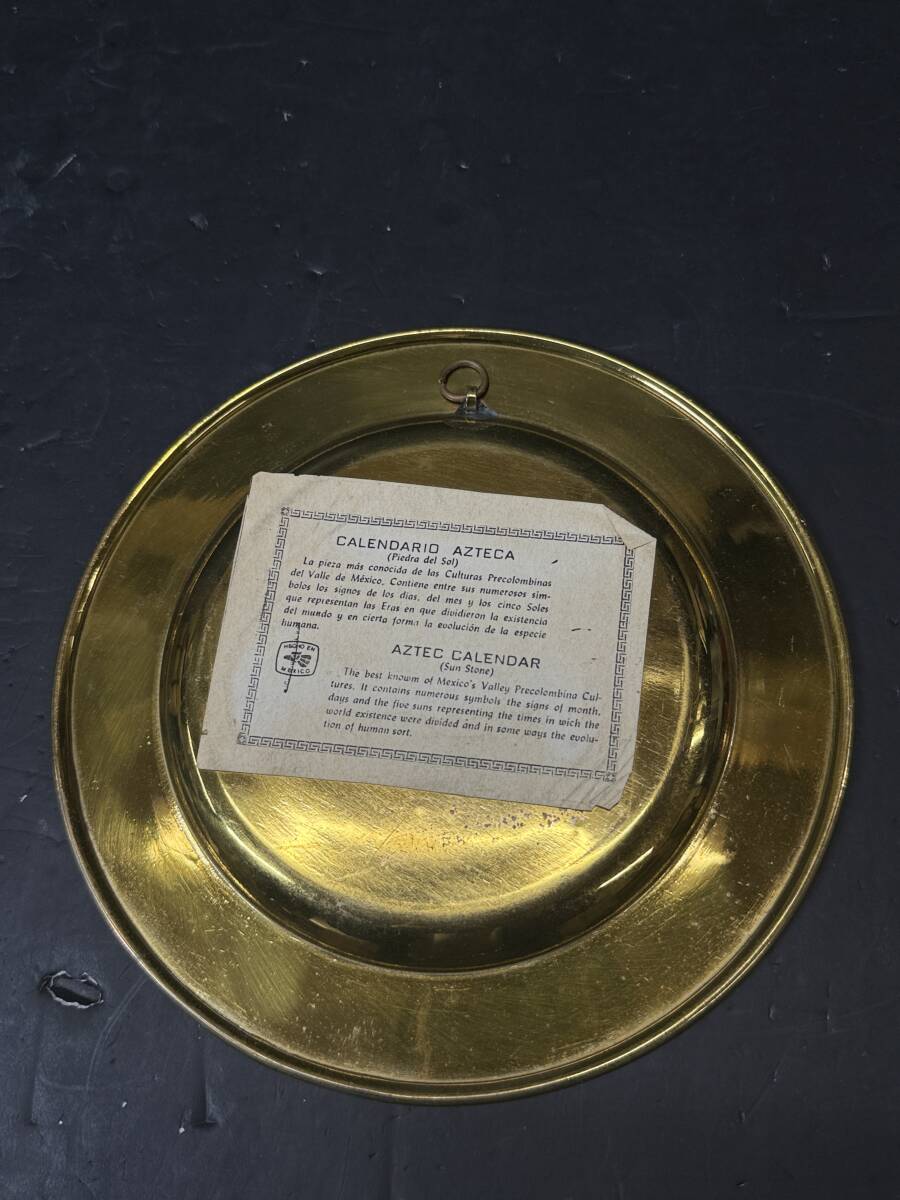 CALENDARIO AZTECA
(Piedra del Sol)
La pieza más conocida de las Culturas Precolombinas
del Valle de México. Contiene entre sus numerosos sím-
bolos los signos de los días, del mes y los cinco Soles
que representan las Eras en que dividieron la existencia
del mundo y en cierta forma la evolución de la especie
humana.
HECHO EN
MEXICO
AZTEC CALENDAR
(Sun Stone)
The best knowm of Mexico's Valley Precolombina Cul-
tures. It contains numerous symbols the signs of month,
days and the five suns representing the times in wich the
world existence were divided and in some ways the evolu-
tion of human sort.